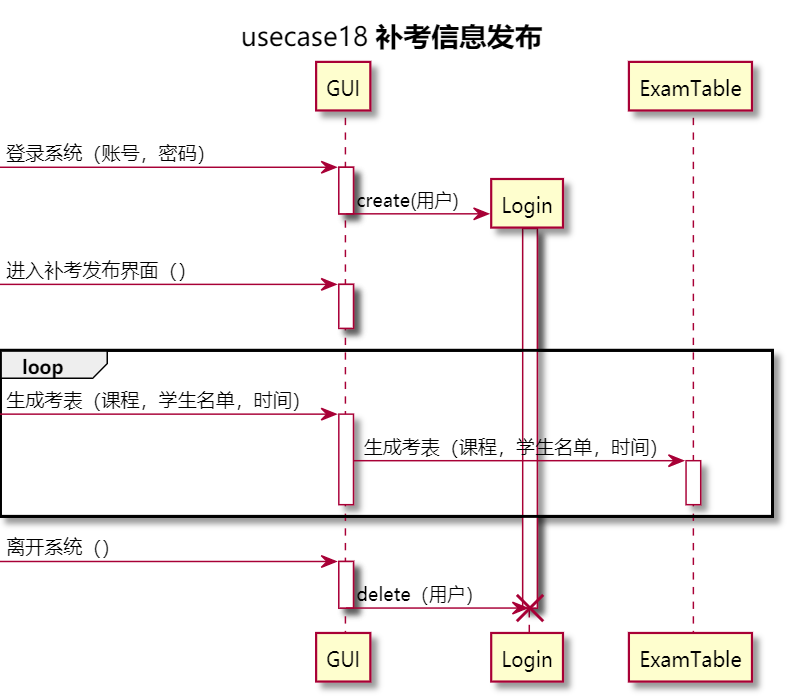 usecase18 补考信息发布
GUI
ExamTable
登录系统（账号，密码）
create(用户)
Login
进入补考发布界面（）
loop
生成考表（课程，学生名单，时间）
生成考表（课程，学生名单，时间）
离开系统（）
delete（用户）
GUI
Login
ExamTable